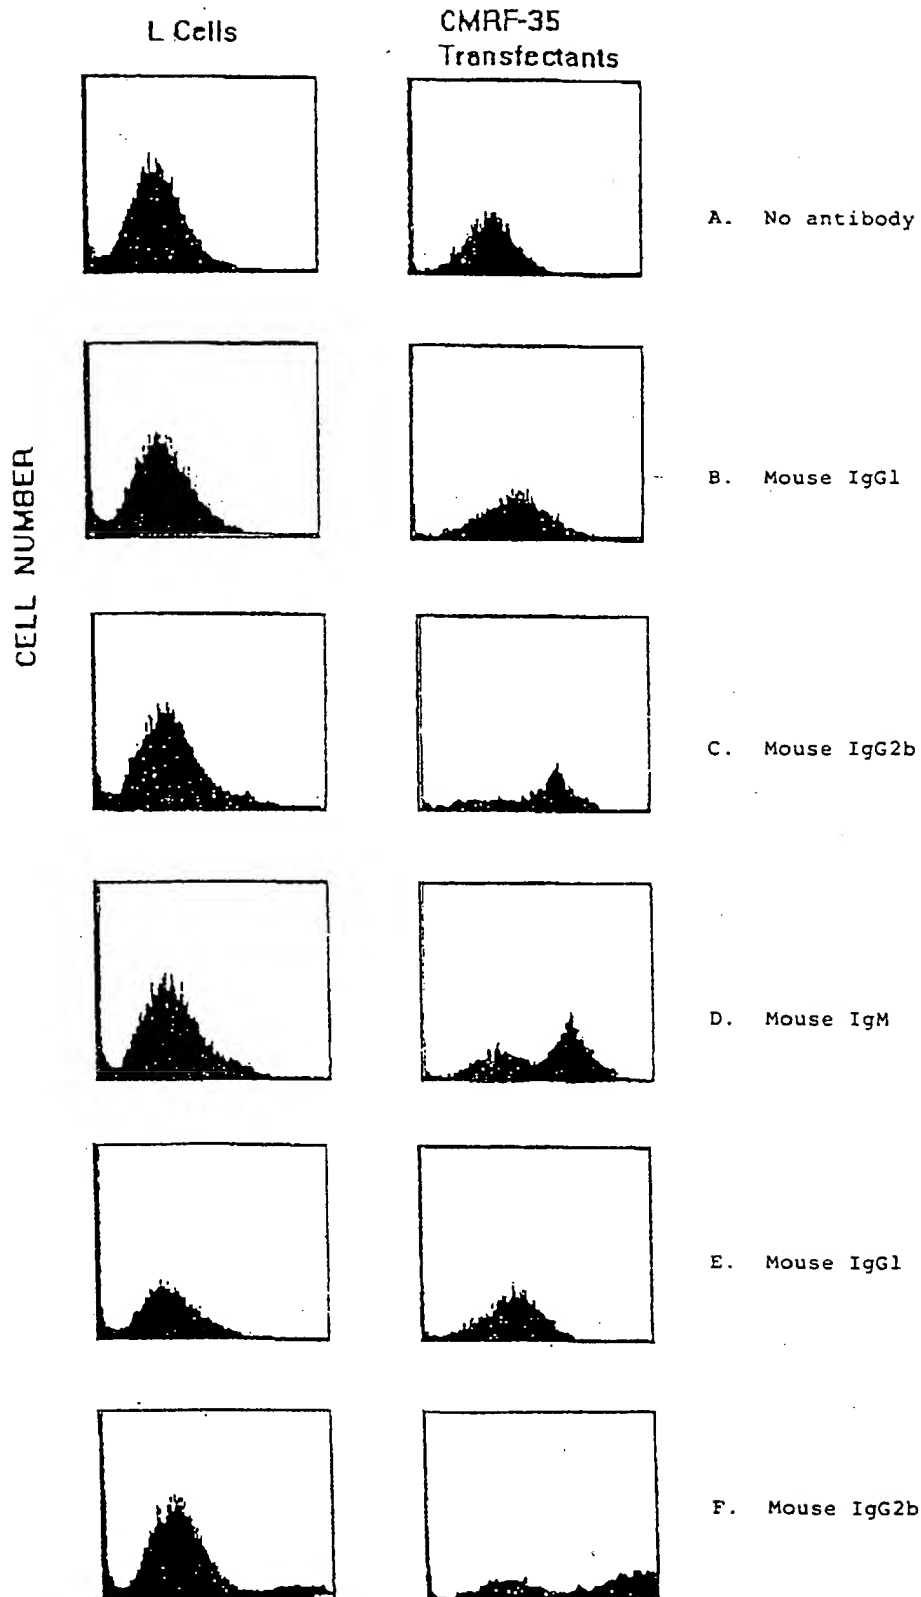 L Cells
CMRF-35
Transfectants
A. No antibody
B. Mouse IgG1
CELL NUMBER
C. Mouse IgG2b
D. Mouse IgM
E. Mouse IgG1
F. Mouse IgG2b